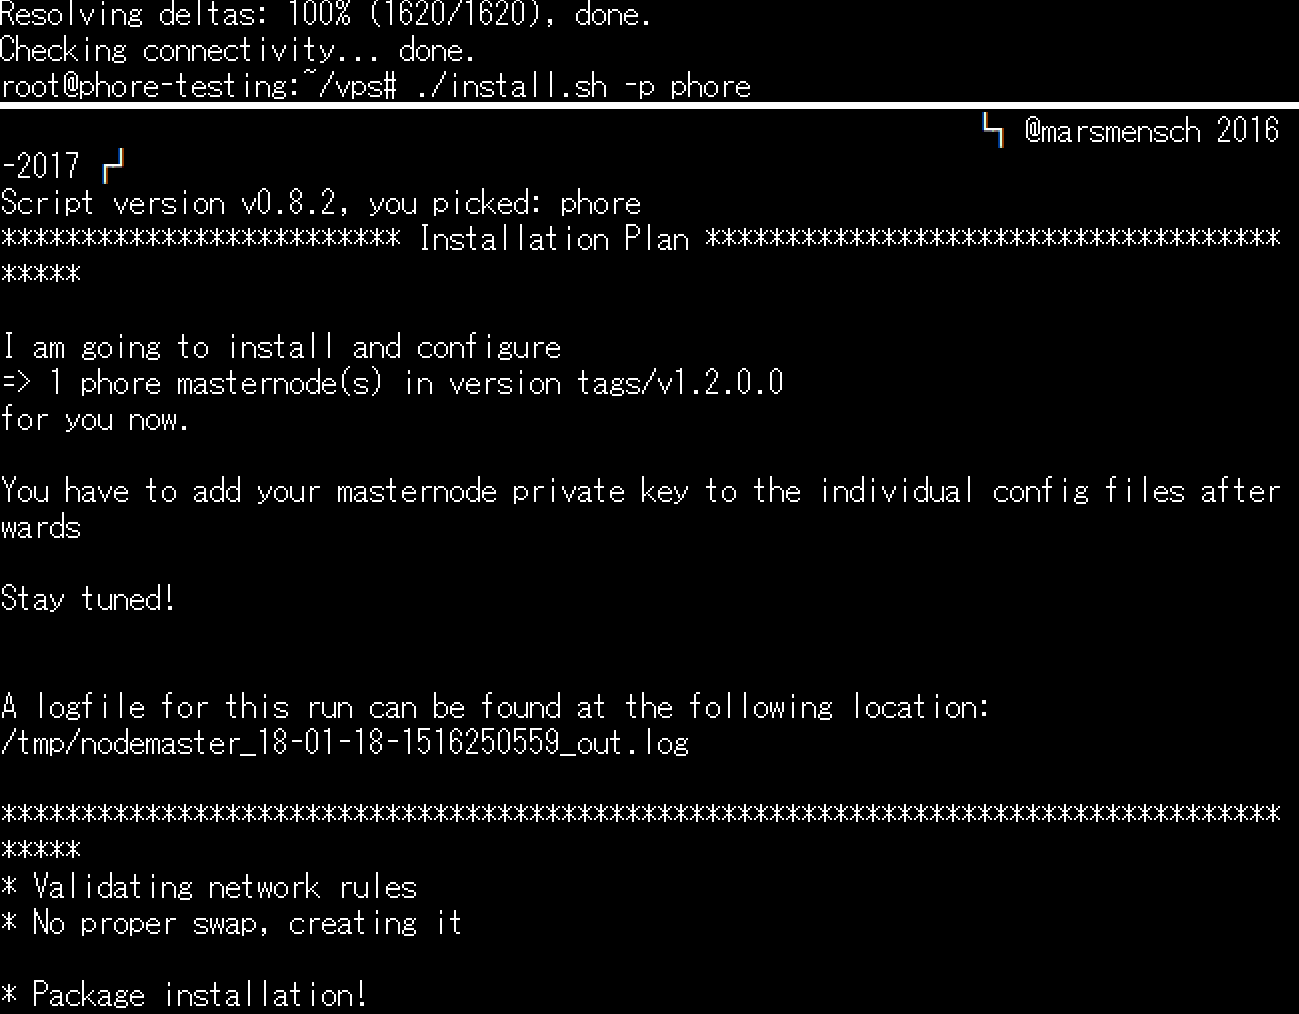 Resolving deltas: 100% (1620/1620), done.
Checking connectivity... done.
root@phore-testing:~/vps# ./install.sh -p phore
└┐ @marsmensch 2016
-2017 ┌┘
Script version v0.8.2, you picked: phore
************************* Installation Plan ************************************
*****
I am going to install and configure
=> 1 phore masternode(s) in version tags/v1.2.0.0
for you now.
You have to add your masternode private key to the individual config files after
wards
Stay tuned!
A logfile for this run can be found at the following location:
/tmp/nodemaster_18-01-18-1516250559_out.log
********************************************************************************
*****
* Validating network rules
* No proper swap, creating it
* Package installation!